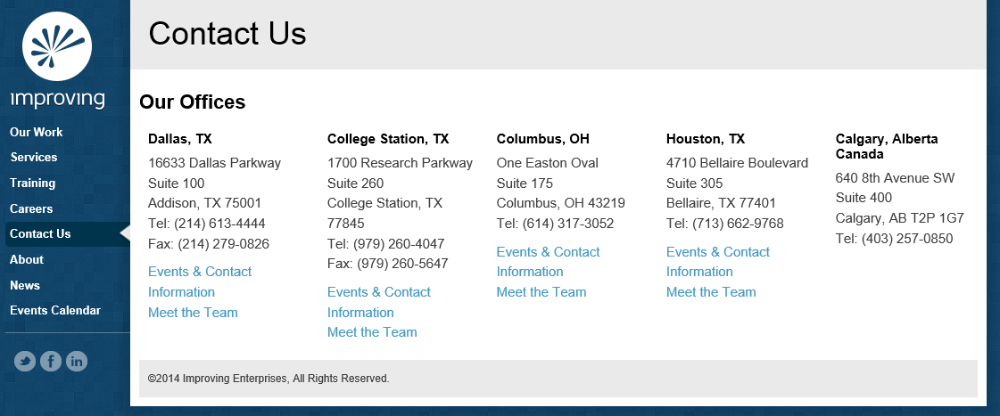 improving
Our Work
Services
Training
Careers
Contact Us
About
News
Events Calendar
Contact Us
Our Offices
Dallas, TX
16633 Dallas Parkway
Suite 100
Addison, TX 75001
Tel: (214) 613-4444
Fax: (214) 279-0826
Events & Contact
Information
Meet the Team
College Station, TX
1700 Research Parkway
Suite 260
College Station, TX
77845
Tel: (979) 260-4047
Fax: (979) 260-5647
Events & Contact
Information
Meet the Team
Columbus, OH
One Easton Oval
Suite 175
Columbus, OH 43219
Tel: (614) 317-3052
Events & Contact
Information
Meet the Team
Houston, TX
4710 Bellaire Boulevard
Suite 305
Bellaire, TX 77401
Tel: (713) 662-9768
Events & Contact
Information
Meet the Team
Calgary, Alberta
Canada
640 8th Avenue SW
Suite 400
Calgary, AB T2P 1G7
Tel: (403) 257-0850
©2014 Improving Enterprises, All Rights Reserved.